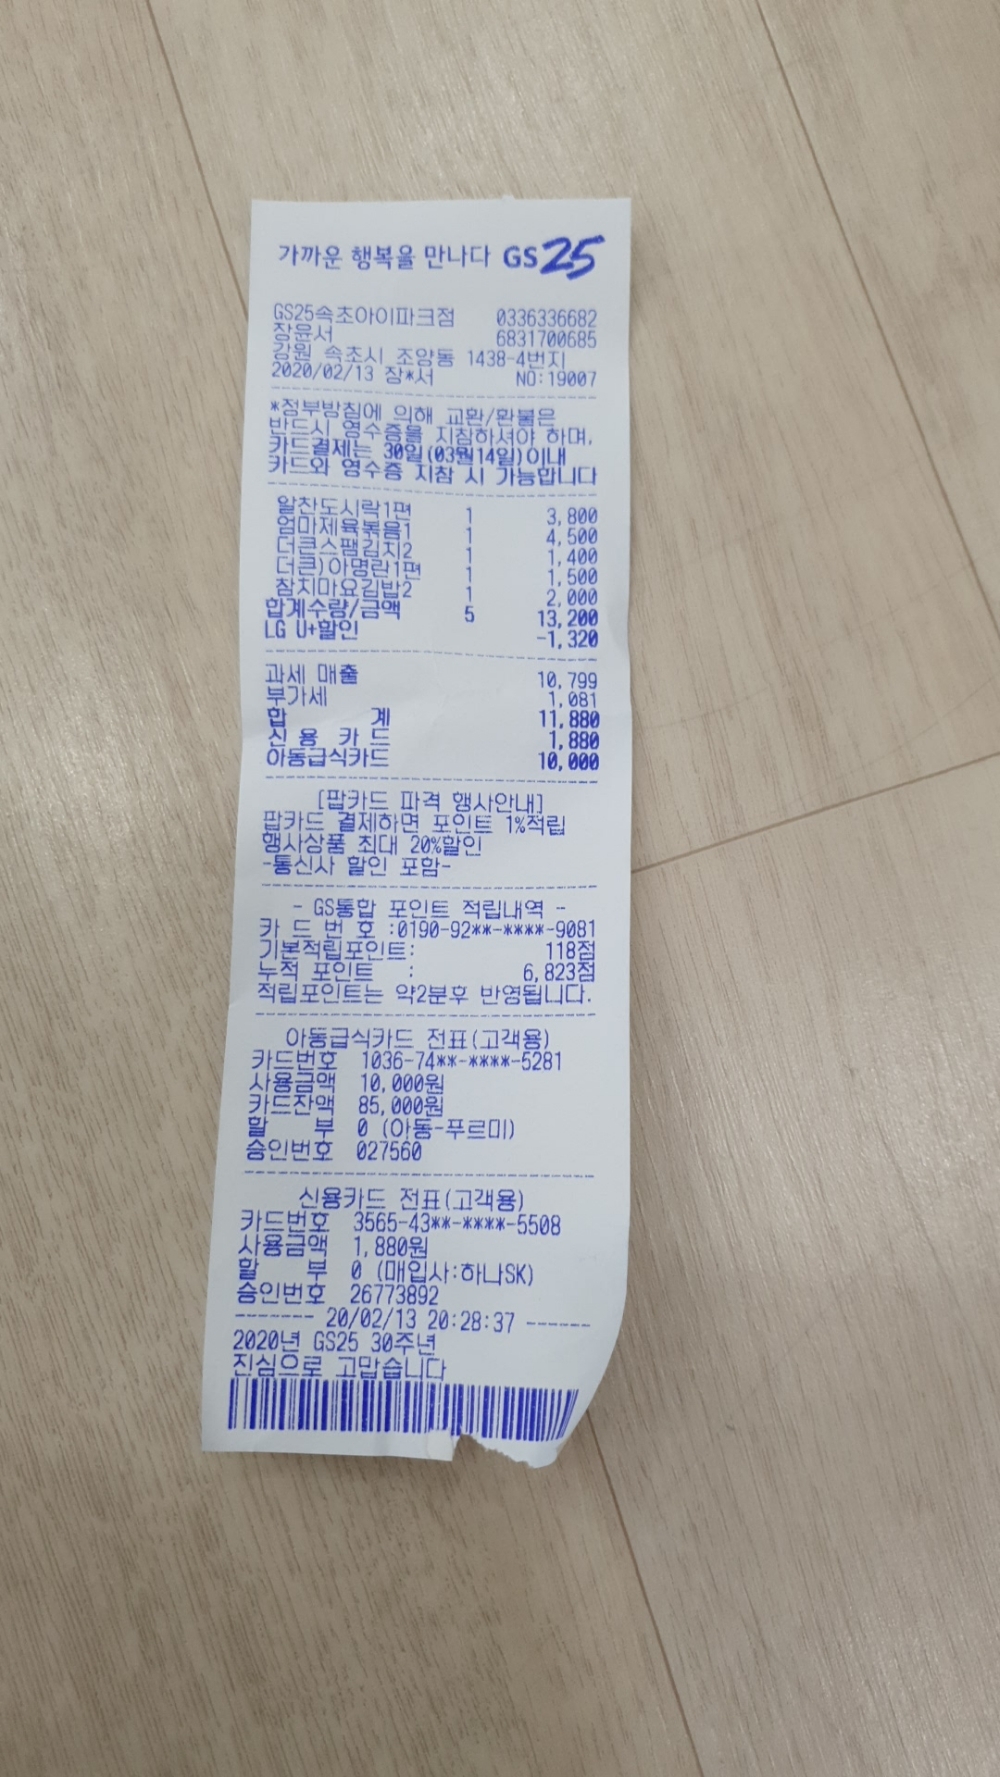 가까운 행복을 만나다 GS25
GS25속초아이파크점 0336336682
장윤서 6831700685
강원 속초시 조양동 1438-4번지
2020/02/13 장*서 NO:19007
*정부방침에 의해 교환/환불은
반드시 영수증을 지참하셔야 하며,
카드결제는 30일(03월14일)이내
카드와 영수증 지참 시 가능합니다
알찬도시락1편 1 3,800
엄마제육볶음1 1 4,500
더큰스팸김치2 1 1,400
더큰)아명란1편 1 1,500
참치마요김밥2 1 2,000
합계수량/금액 5 13,200
LG U+할인 -1,320
과세 매출 10,799
부가세 1,081
합 계 11,880
신 용 카 드 1,880
아동급식카드 10,000
[팝카드 파격 행사안내]
팝카드 결제하면 포인트 1%적립
행사상품 최대 20%할인
-통신사 할인 포함-
- GS통합 포인트 적립내역 -
카 드 번 호 :0190-92**-****-9081
기본적립포인트: 118점
누적 포인트 : 6,823점
적립포인트는 약2분후 반영됩니다.
아동급식카드 전표(고객용)
카드번호 1036-74**-****-5281
사용금액 10,000원
카드잔액 85,000원
할 부 0 (아동-푸르미)
승인번호 027560
신용카드 전표(고객용)
카드번호 3565-43**-****-5508
사용금액 1,880원
할 부 0 (매입사:하나SK)
승인번호 26773892
------- 20/02/13 20:28:37 ------
2020년 GS25 30주년
진심으로 고맙습니다